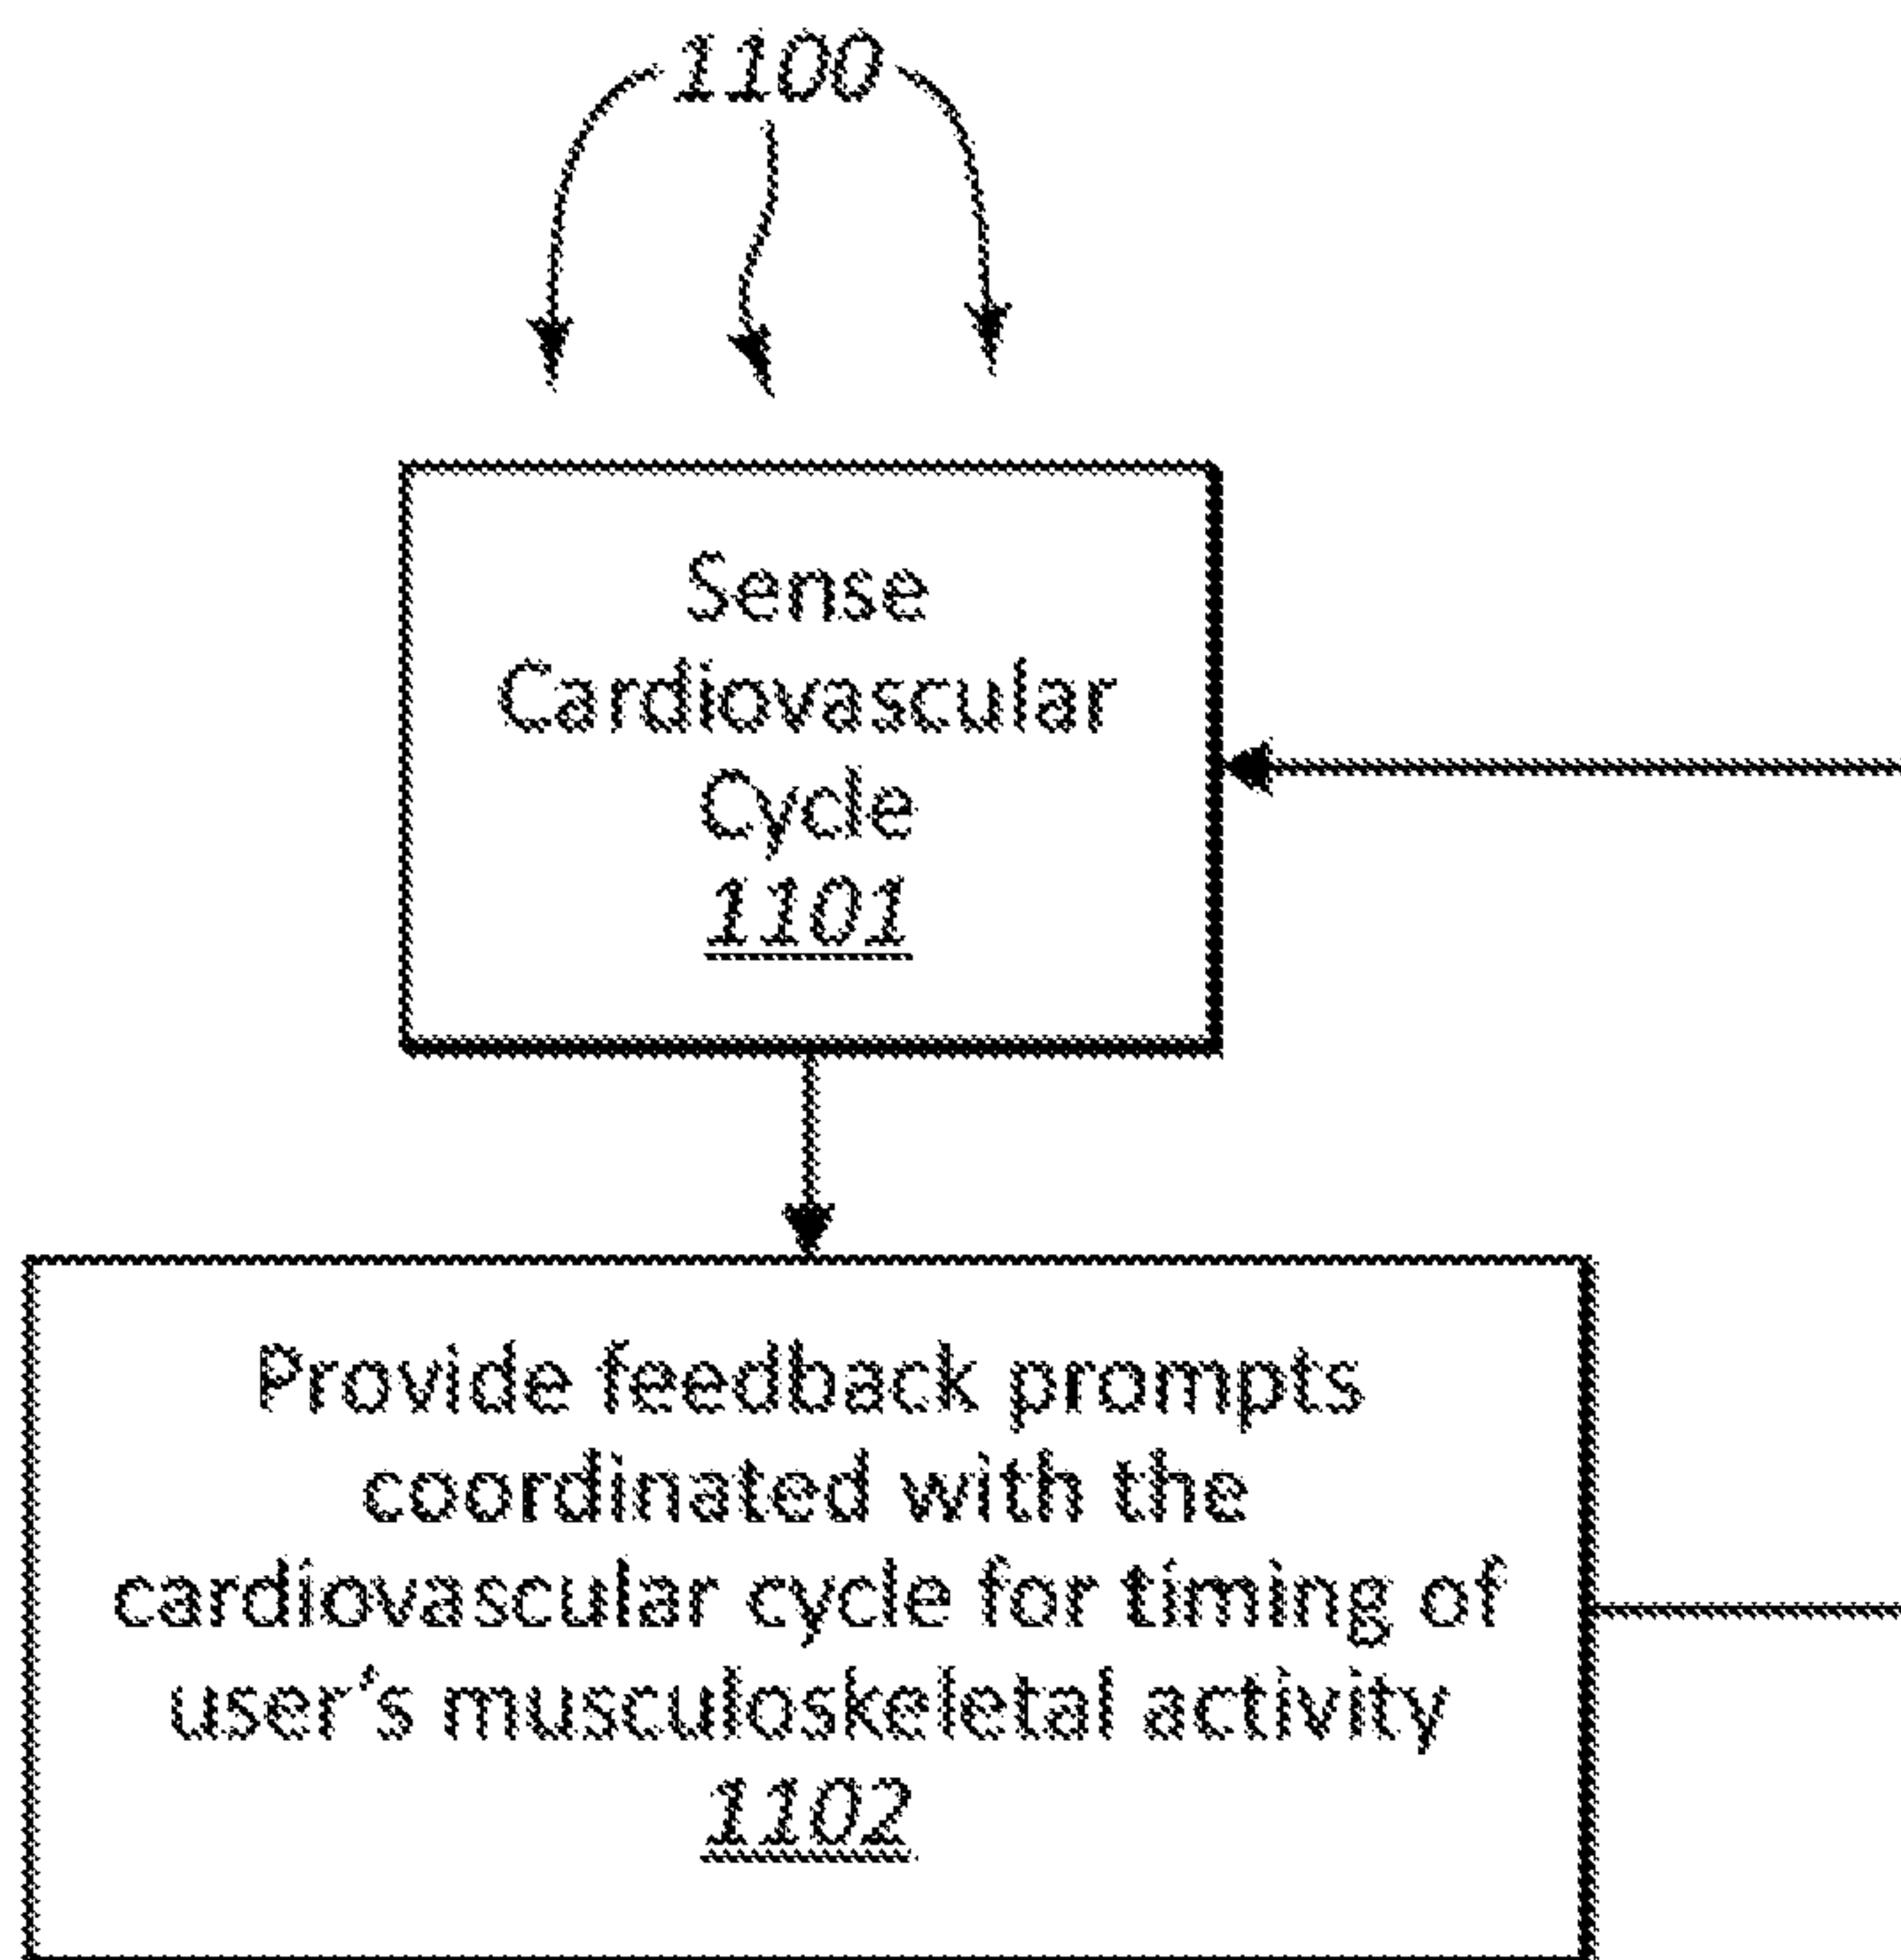 1100
Sense
Cardiovascular
Cycle
1101
Provide feedback prompts
coordinated with the
cardiovascular cycle for timing of
user's musculoskeletal activity
1102